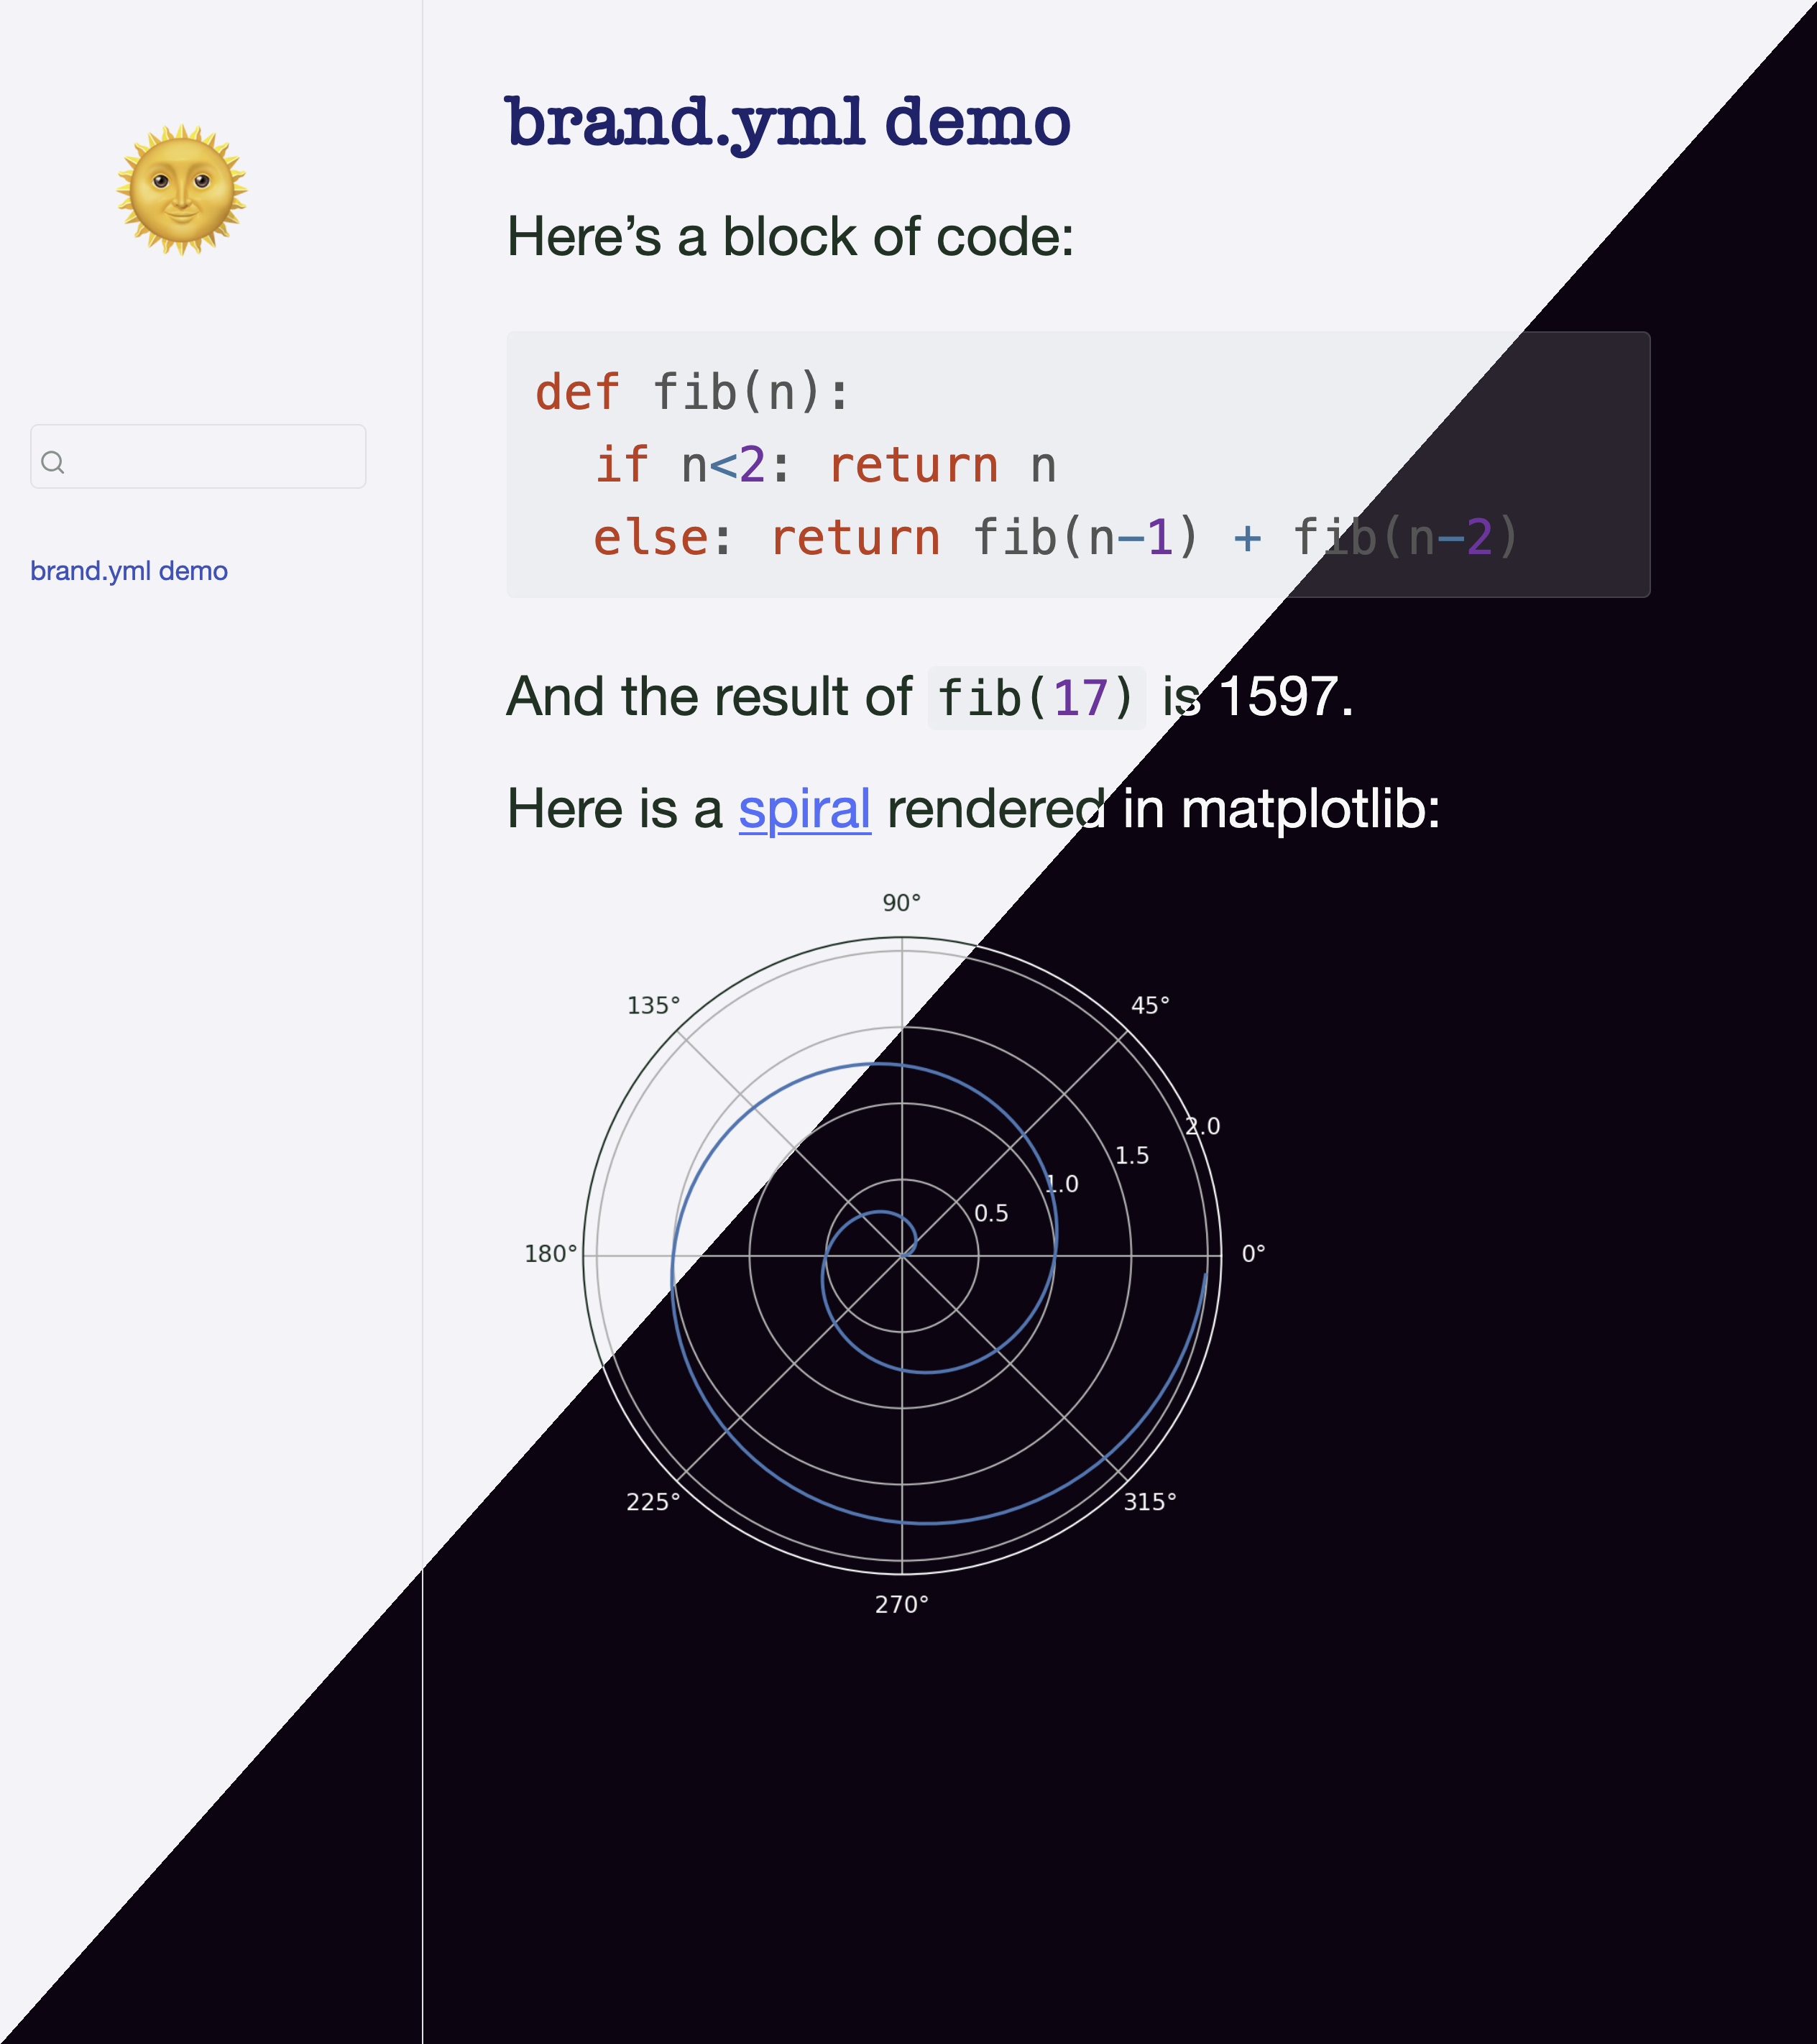 brand.yml demo
Here’s a block of code:
def fib(n):
  if n<2: return n
  else: return fib(n−1) + fib(n−2)
brand.yml demo
And the result of fib(17) is 1597.
Here is a spiral rendered in matplotlib:
90°
135°
45°
2.0
1.5
1.0
0.5
180°
0°
225°
315°
270°